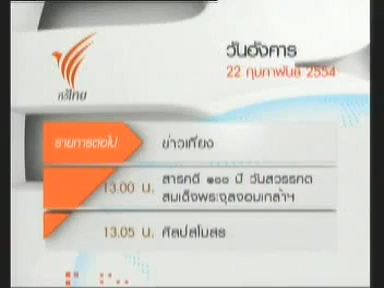 วันอังคาร
22 กุมภาพันธ์ 2554
ทีวีไทย
รายการต่อไป ข่าวเที่ยง
13.00 น. สารคดี ๑๐๐ ปี วันสวรรคต
สมเด็จพระจุลจอมเกล้าฯ
13.05 น. ศิลป์สโมสร